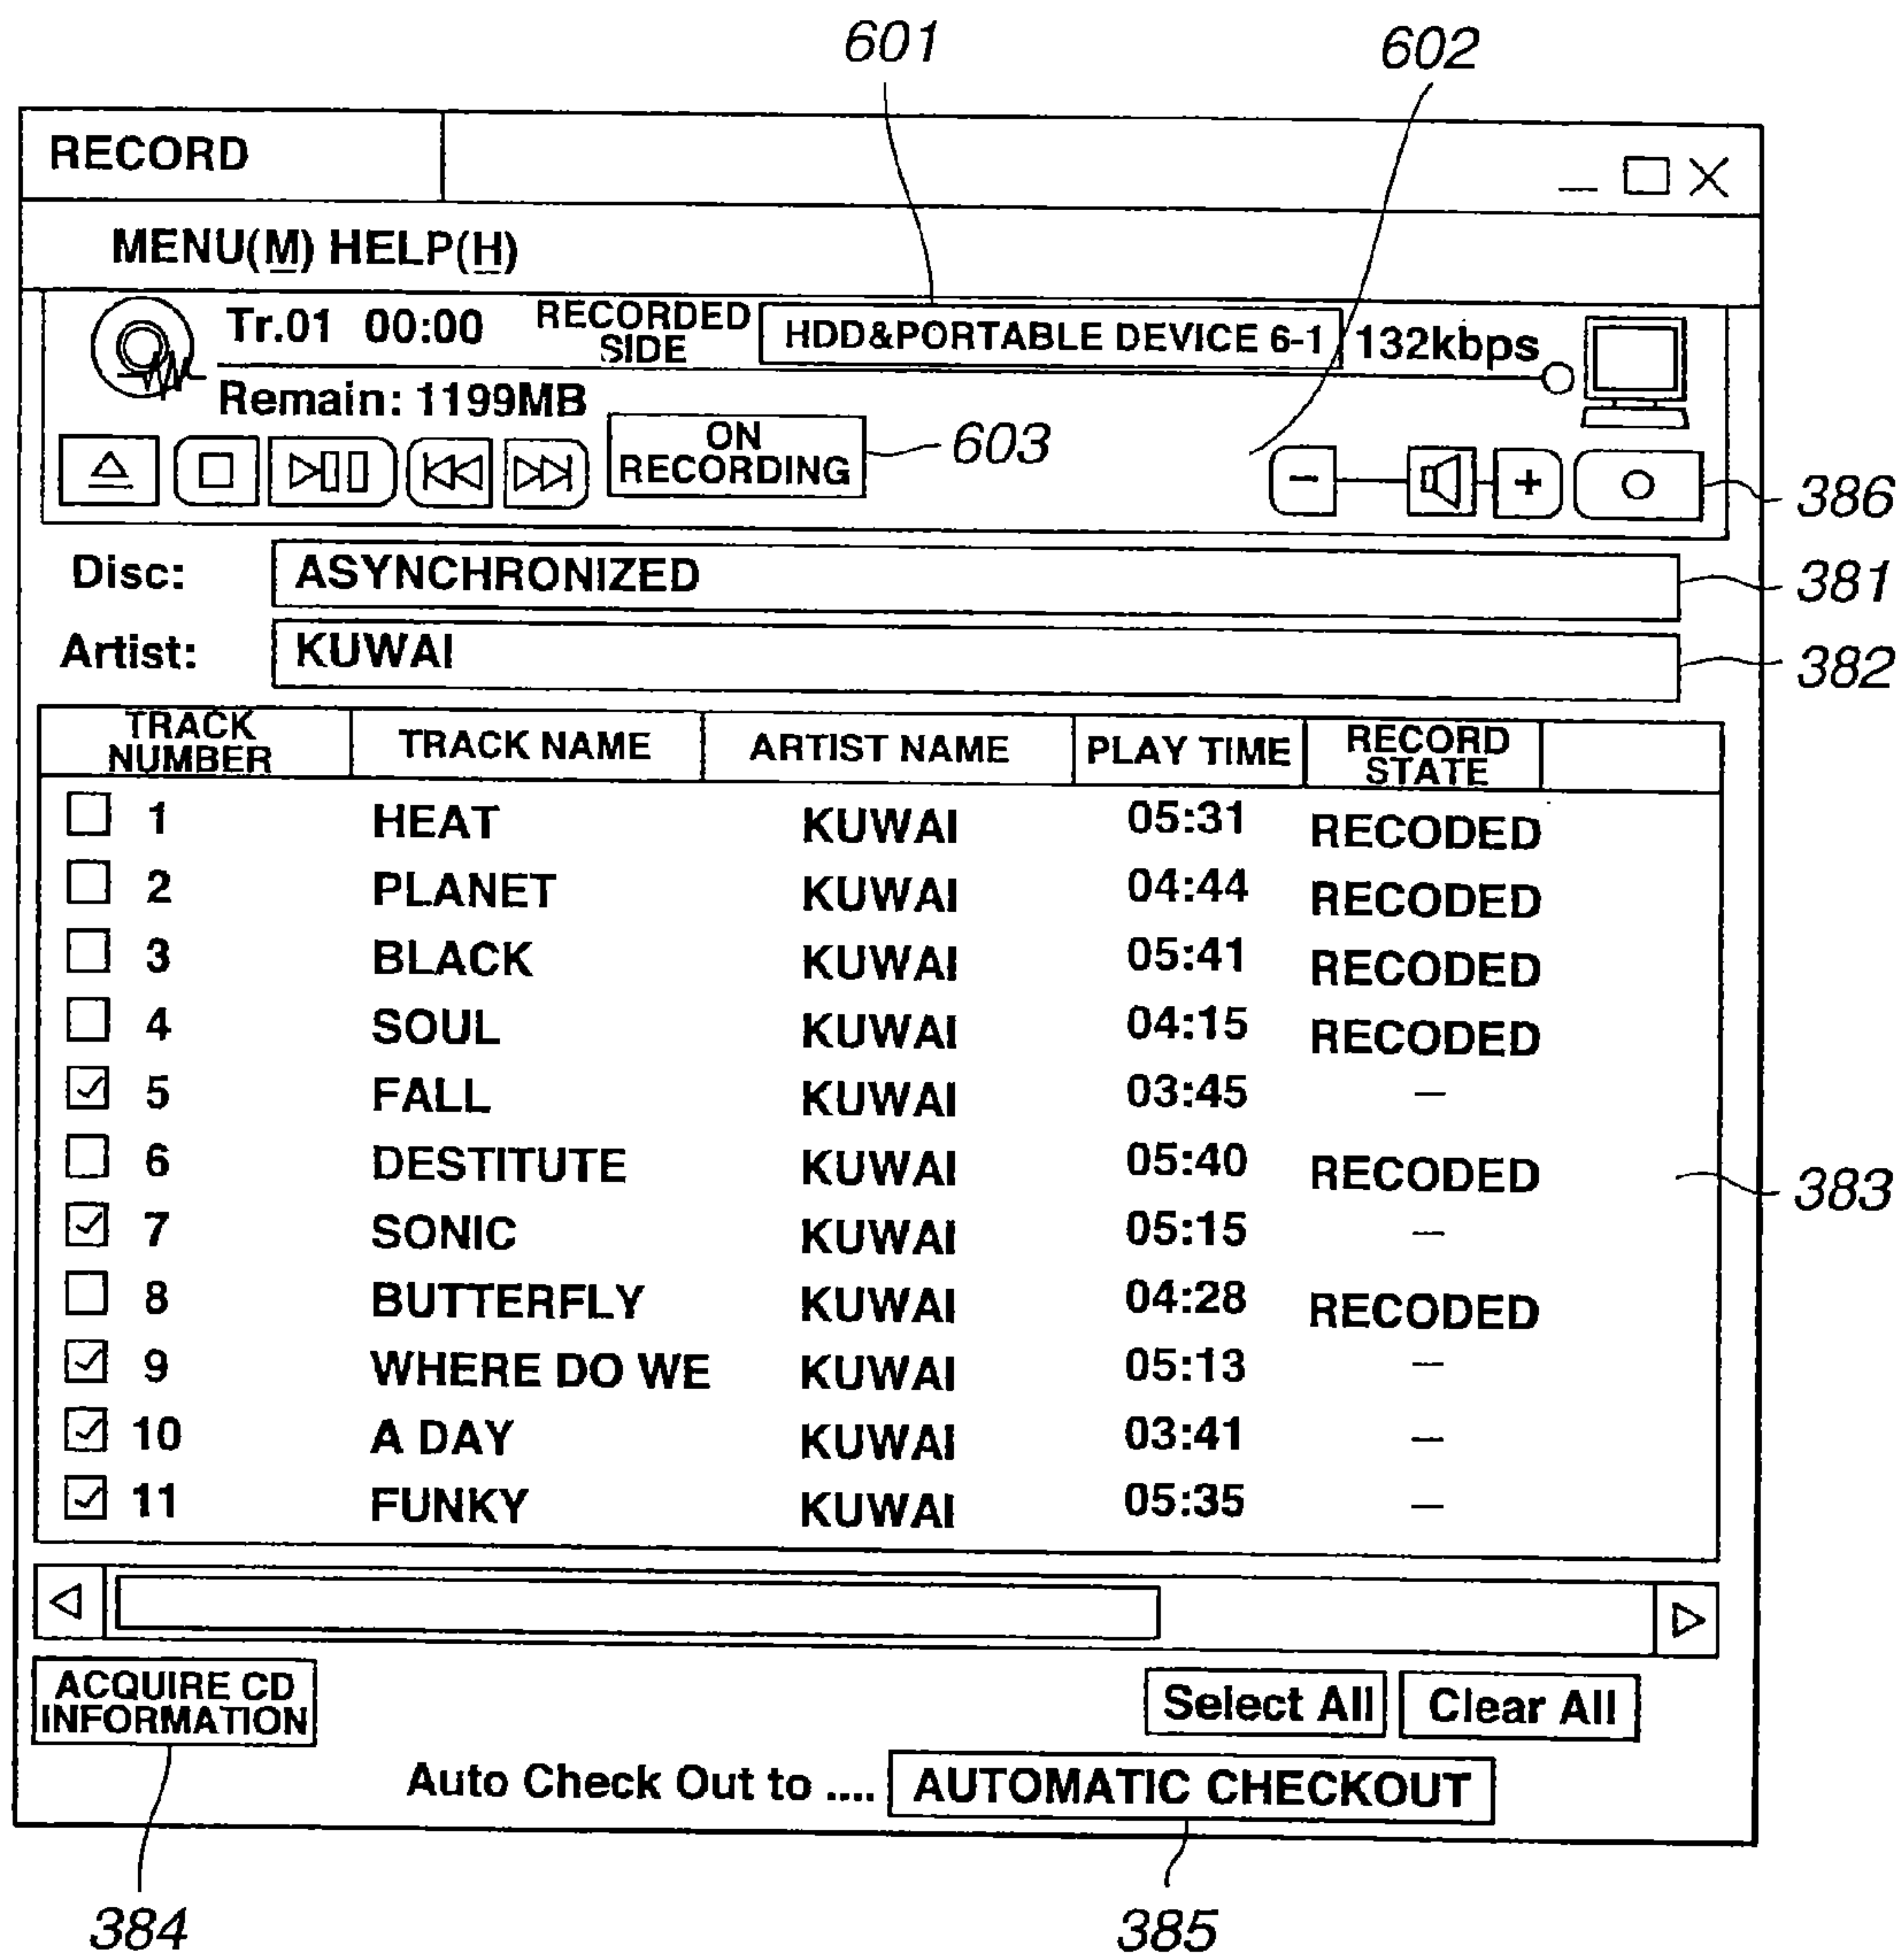 601 602
RECORD
MENU(M) HELP(H)
Tr.01 00:00 RECORDED SIDE HDD&PORTABLE DEVICE 6-1 132kbps
Remain: 1199MB
ON RECORDING 603
- + 386
Disc: ASYNCHRONIZED 381
Artist: KUWAI 382
TRACK NUMBER TRACK NAME ARTIST NAME PLAY TIME RECORD STATE
1 HEAT KUWAI 05:31 RECODED
2 PLANET KUWAI 04:44 RECODED
3 BLACK KUWAI 05:41 RECODED
4 SOUL KUWAI 04:15 RECODED
5 FALL KUWAI 03:45 –
6 DESTITUTE KUWAI 05:40 RECODED 383
7 SONIC KUWAI 05:15 –
8 BUTTERFLY KUWAI 04:28 RECODED
9 WHERE DO WE KUWAI 05:13 –
10 A DAY KUWAI 03:41 –
11 FUNKY KUWAI 05:35 –
ACQUIRE CD INFORMATION Select All Clear All
Auto Check Out to .... AUTOMATIC CHECKOUT
384 385